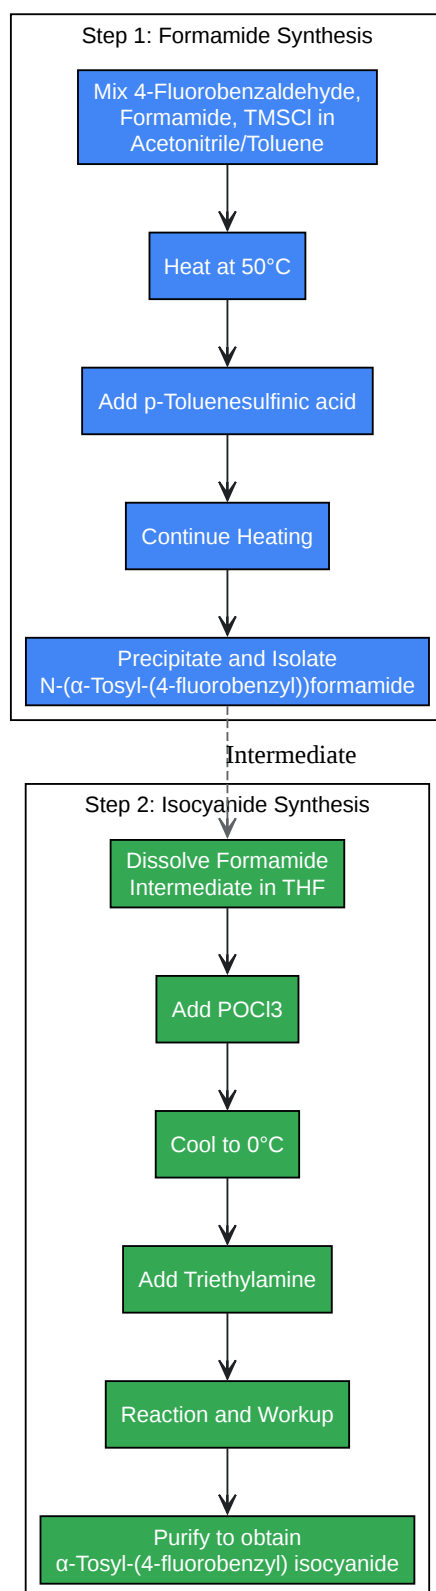 Step 1: Formamide Synthesis
Mix 4-Fluorobenzaldehyde,
Formamide, TMSCl in
Acetonitrile/Toluene
Heat at 50°C
Add p-Toluenesulfinic acid
Continue Heating
Precipitate and Isolate
N-(α-Tosyl-(4-fluorobenzyl))formamide
Intermediate
Step 2: Isocyanide Synthesis
Dissolve Formamide
Intermediate in THF
Add POCl3
Cool to 0°C
Add Triethylamine
Reaction and Workup
Purify to obtain
α-Tosyl-(4-fluorobenzyl) isocyanide